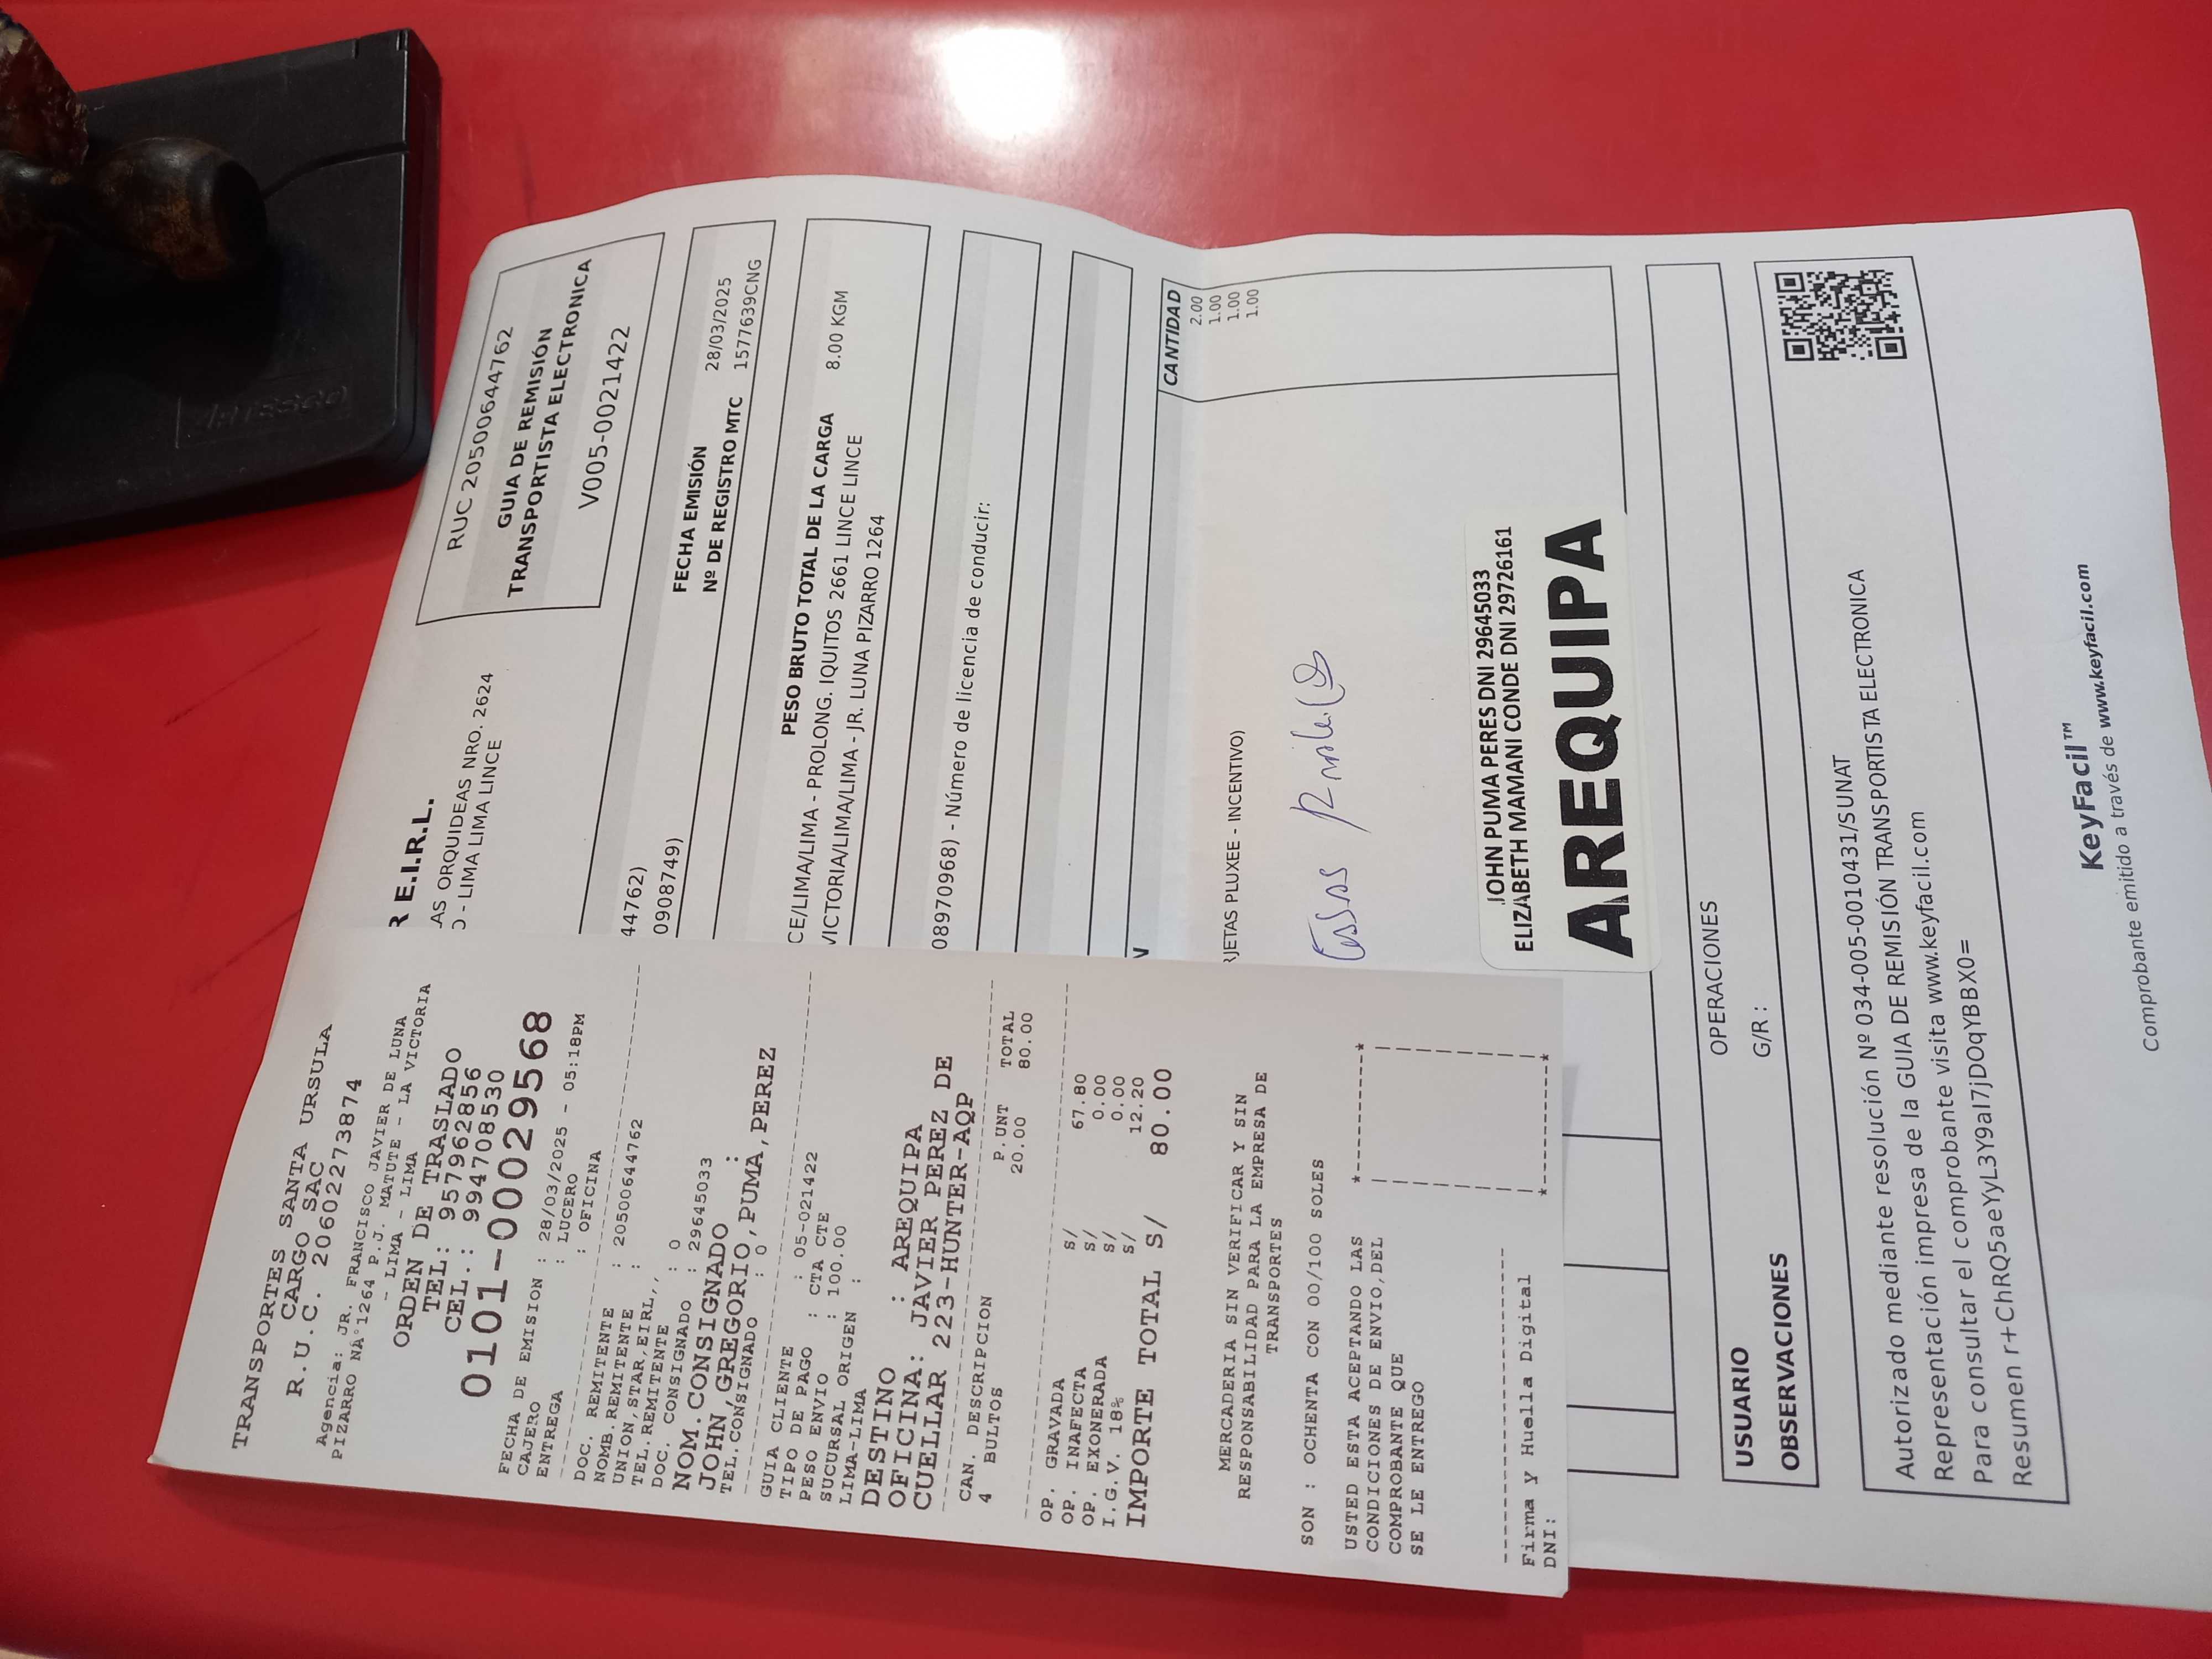 TRANSPORTES SANTA URSULA
CARGO SAC
R.U.C. 20602273874
Agencia: JR. FRANCISCO JAVIER DE LUNA
PIZARRO NÂ°1264 P.J. MATUTE - LA VICTORIA
- LIMA - LIMA
ORDEN DE TRASLADO
TEL: 957962856
CEL.: 994708530
0101-00029568
FECHA DE EMISION : 28/03/2025 - 05:18PM
CAJERO : LUCERO
ENTREGA : OFICINA
DOC. REMITENTE : 20500644762
NOMB.REMITENTE :
UNION,STAR,EIRL,,
TEL.REMITENTE : 0
DOC. CONSIGNADO : 29645033
NOM.CONSIGNADO :
JOHN,GREGORIO,PUMA,PEREZ
TEL.CONSIGNADO : 0
GUIA CLIENTE : 05-021422
TIPO DE PAGO : CTA CTE
PESO ENVIO : 100.00
SUCURSAL ORIGEN :
LIMA-LIMA
DESTINO : AREQUIPA
OFICINA: JAVIER PEREZ DE
CUELLAR 223-HUNTER-AQP
CAN. DESCRIPCION P.UNT TOTAL
4 BULTOS 20.00 80.00
OP. GRAVADA S/ 67.80
OP. INAFECTA S/ 0.00
OP. EXONERADA S/ 0.00
I.G.V. 18% S/ 12.20
IMPORTE TOTAL S/ 80.00
MERCADERIA SIN VERIFICAR Y SIN
RESPONSABILIDAD PARA LA EMPRESA DE
TRANSPORTES
SON : OCHENTA CON 00/100 SOLES
USTED ESTA ACEPTANDO LAS
CONDICIONES DE ENVIO,DEL
COMPROBANTE QUE
SE LE ENTREGO
Firma y Huella Digital
DNI:
R E.I.R.L.
AS ORQUIDEAS NRO. 2624
O - LIMA LIMA LINCE
RUC 20500644762
GUIA DE REMISIÓN
TRANSPORTISTA ELECTRONICA
V005-0021422
44762)
0908749)
FECHA EMISIÓN 28/03/2025
Nº DE REGISTRO MTC 1577639CNG
PESO BRUTO TOTAL DE LA CARGA 8.00 KGM
CE/LIMA/LIMA - PROLONG. IQUITOS 2661 LINCE LINCE
VICTORIA/LIMA/LIMA - JR. LUNA PIZARRO 1264
08970968) - Número de licencia de conducir:
N CANTIDAD
2.00
1.00
1.00
1.00
RJETAS PLUXEE - INCENTIVO)
JOHN PUMA PERES DNI 29645033
ELIZABETH MAMANI CONDE DNI 29726161
AREQUIPA
USUARIO OPERACIONES
OBSERVACIONES G/R :
Autorizado mediante resolución Nº 034-005-0010431/SUNAT
Representación impresa de la GUIA DE REMISIÓN TRANSPORTISTA ELECTRONICA
Para consultar el comprobante visita www.keyfacil.com
Resumen r+ChRQ5aeYyL3Y9aI7jDOqYBBX0=
KeyFacil™
Comprobante emitido a través de www.keyfacil.com
ARTESCO